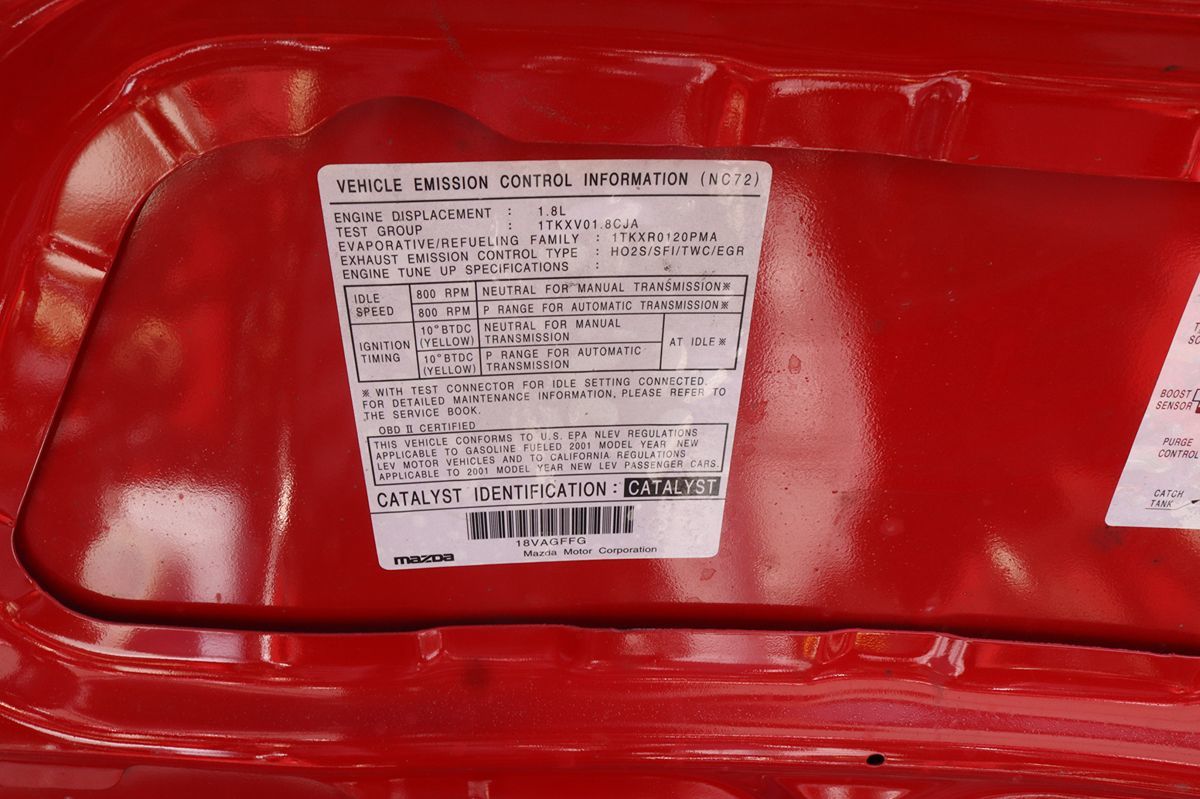 VEHICLE EMISSION CONTROL INFORMATION (NC72)
ENGINE DISPLACEMENT : 1.8L
TEST GROUP : 1TKXV01.8CJA
EVAPORATIVE/REFUELING FAMILY : 1TKXR0120PMA
EXHAUST EMISSION CONTROL TYPE : HO2S/SFI/TWC/EGR
ENGINE TUNE UP SPECIFICATIONS :
IDLE SPEED 800 RPM NEUTRAL FOR MANUAL TRANSMISSION※
800 RPM P RANGE FOR AUTOMATIC TRANSMISSION※
IGNITION TIMING 10°BTDC (YELLOW) NEUTRAL FOR MANUAL TRANSMISSION AT IDLE※
10°BTDC (YELLOW) P RANGE FOR AUTOMATIC TRANSMISSION
※ WITH TEST CONNECTOR FOR IDLE SETTING CONNECTED.
FOR DETAILED MAINTENANCE INFORMATION, PLEASE REFER TO
THE SERVICE BOOK.
OBD II CERTIFIED
THIS VEHICLE CONFORMS TO U.S. EPA NLEV REGULATIONS
APPLICABLE TO GASOLINE FUELED 2001 MODEL YEAR NEW
LEV MOTOR VEHICLES AND TO CALIFORNIA REGULATIONS
APPLICABLE TO 2001 MODEL YEAR NEW LEV PASSENGER CARS.
CATALYST IDENTIFICATION : CATALYST
18VAGFFG
mazda Mazda Motor Corporation
BOOST
SENSOR
PURGE
CONTROL
CATCH
TANK